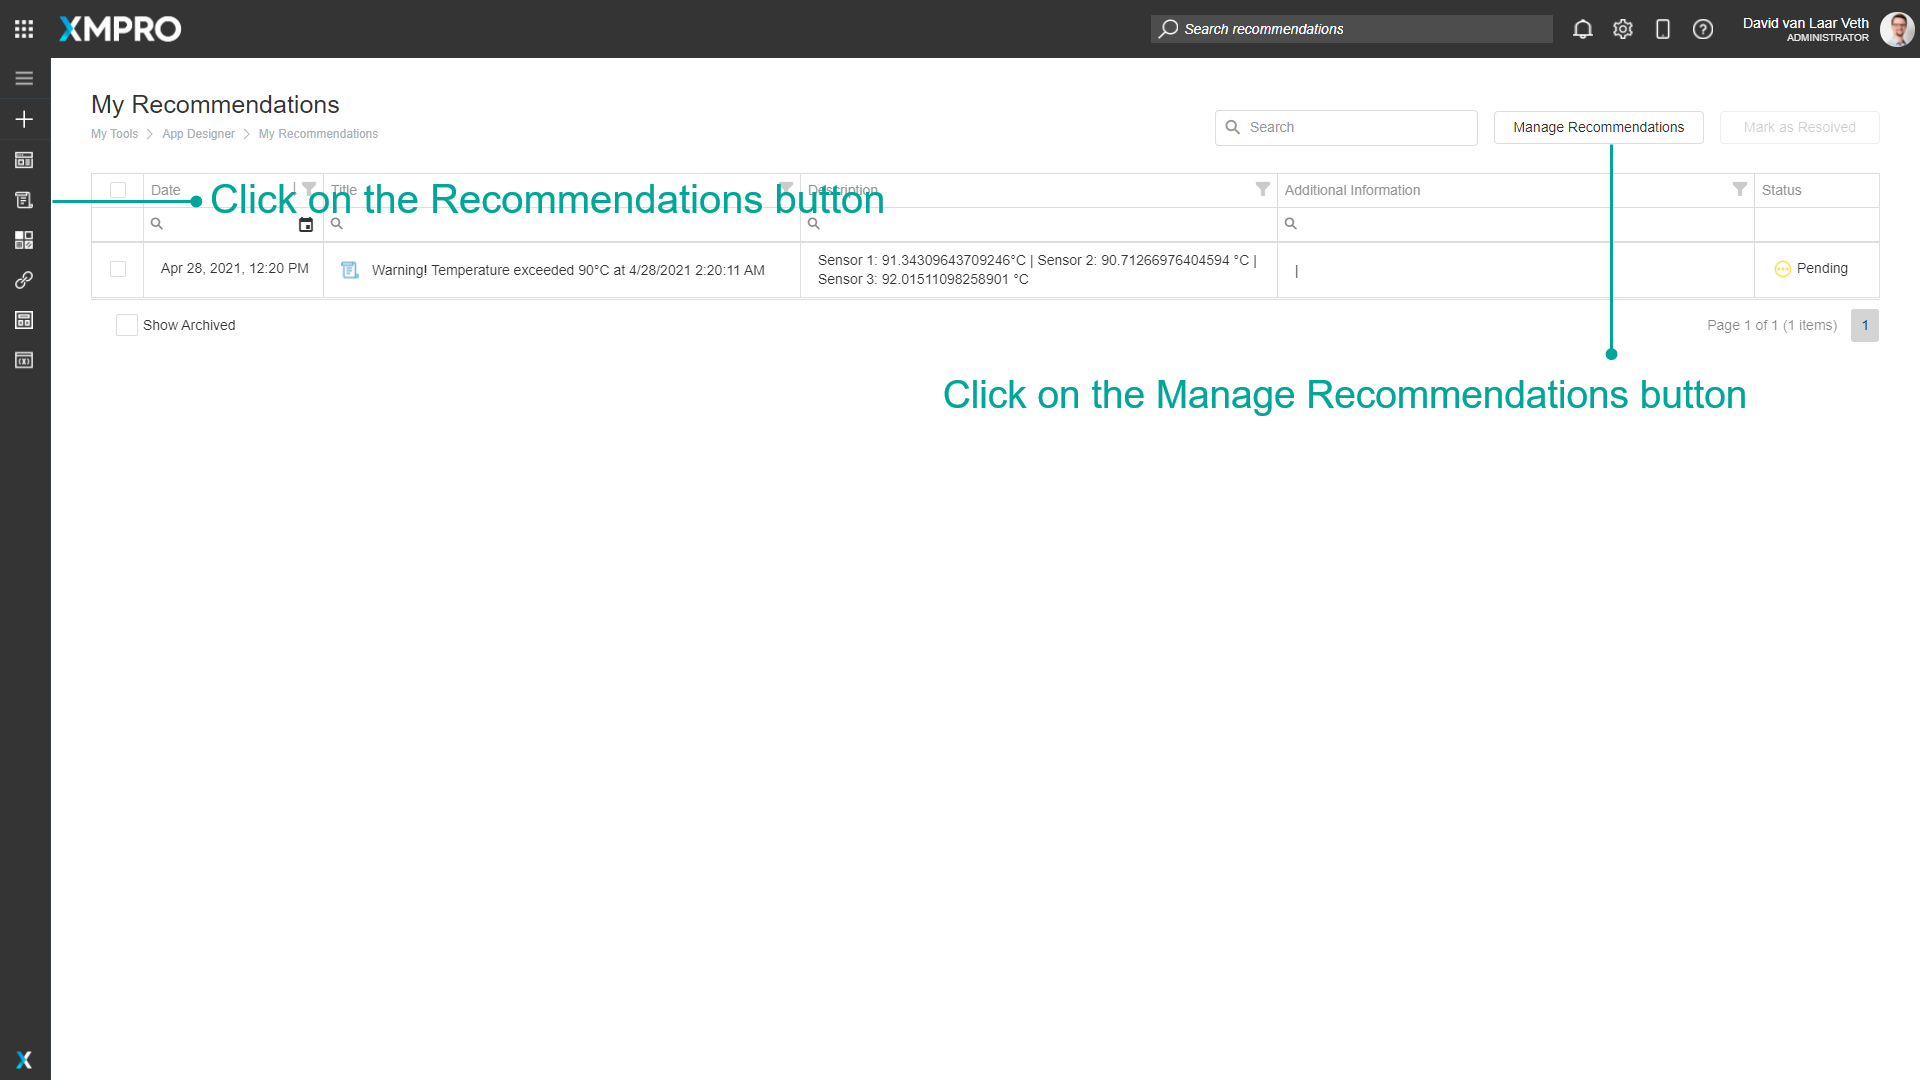 XMPRO
Search recommendations
David van Laar Veth
ADMINISTRATOR
My Recommendations
My Tools > App Designer > My Recommendations
Search
Manage Recommendations
Mark as Resolved
Date
Title
Description
Additional Information
Status
Click on the Recommendations button
Apr 28, 2021, 12:20 PM
Warning! Temperature exceeded 90°C at 4/28/2021 2:20:11 AM
Sensor 1: 91.34309643709246°C | Sensor 2: 90.71266976404594 °C |
Sensor 3: 92.01511098258901 °C
|
Pending
Show Archived
Page 1 of 1 (1 items)
1
Click on the Manage Recommendations button